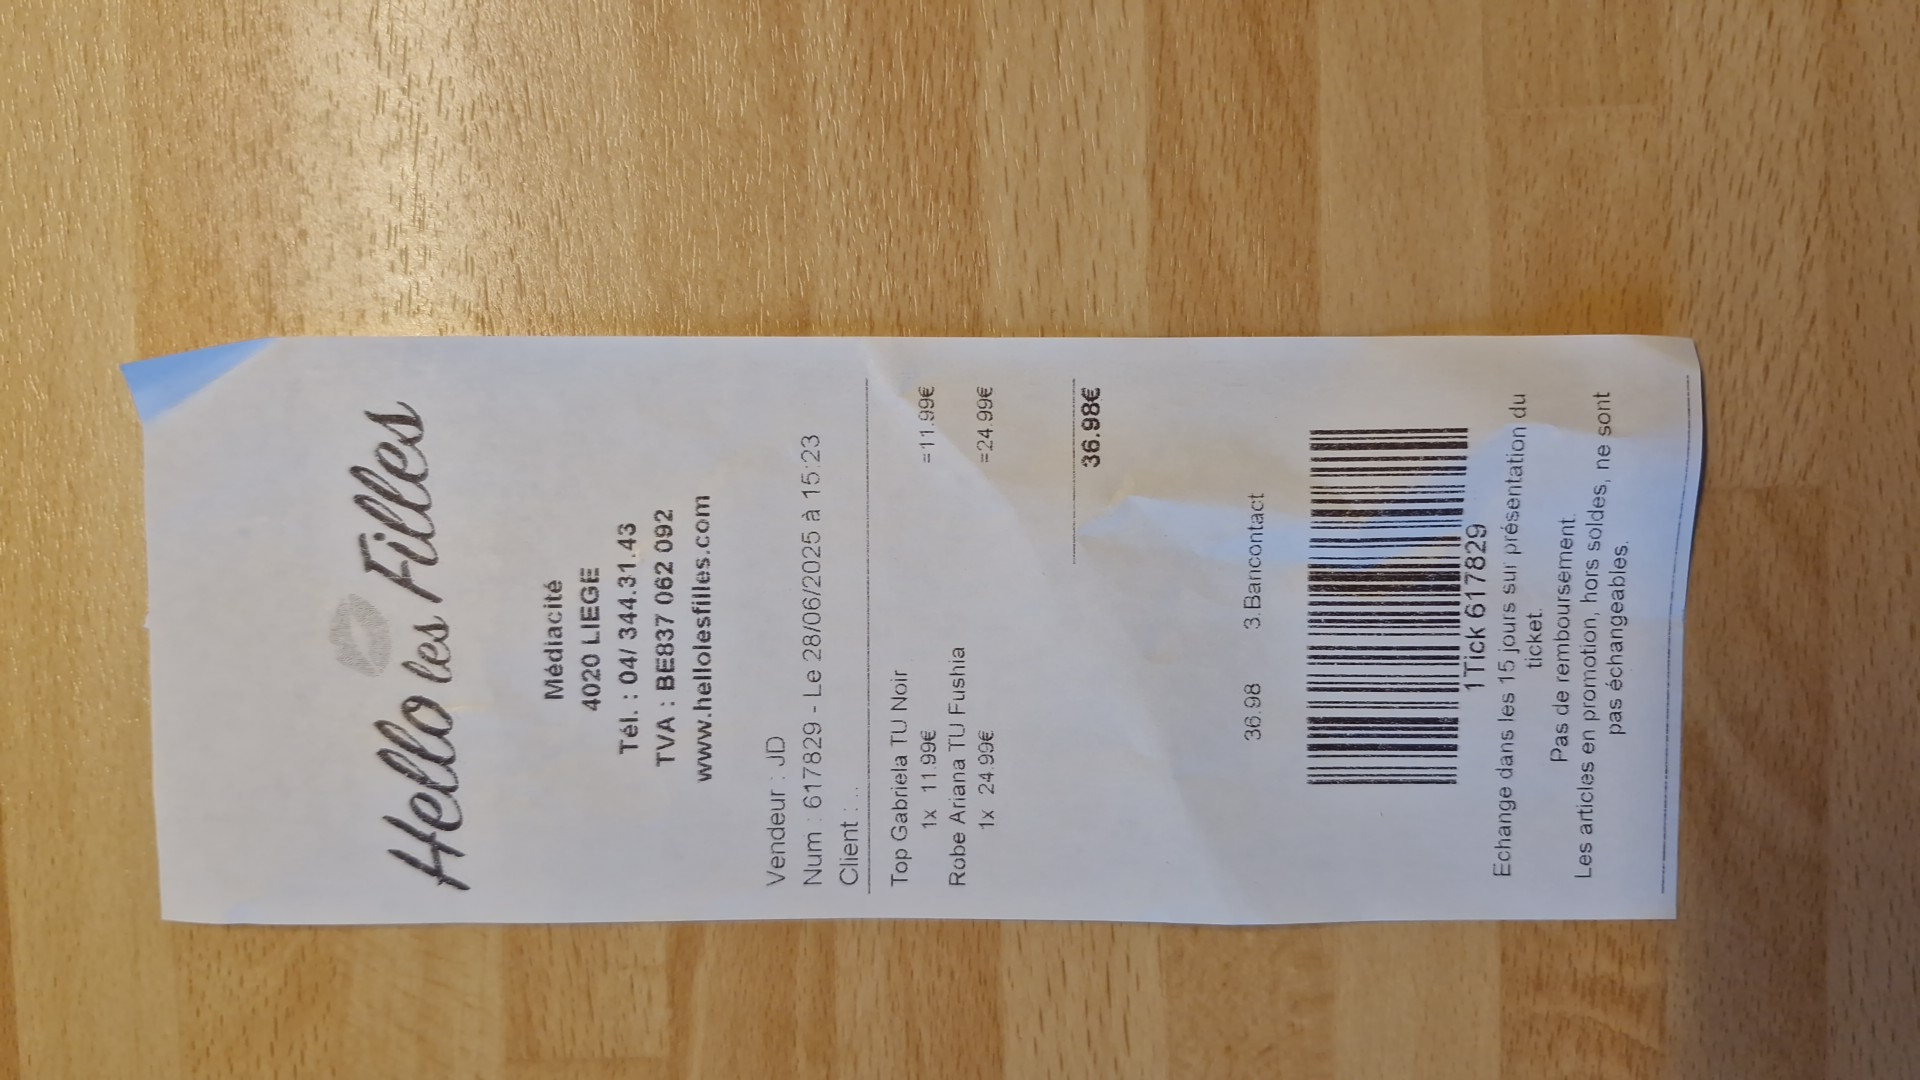 Hello les Filles
Médiacité
4020 LIEGE
Tél. : 04/ 344.31.43
TVA : BE837 062 092
www.hellolesfilles.com
Vendeur : JD
Num : 617829 - Le 28/06/2025 à 15:23
Client : ...
Top Gabriela TU Noir
1x 11.99€ =11.99€
Robe Ariana TU Fushia
1x 24.99€ =24.99€
36.98€
36.98 3.Bancontact
1Tick 617829
Echange dans les 15 jours sur présentation du
ticket.
Pas de remboursement.
Les articles en promotion, hors soldes, ne sont
pas échangeables.